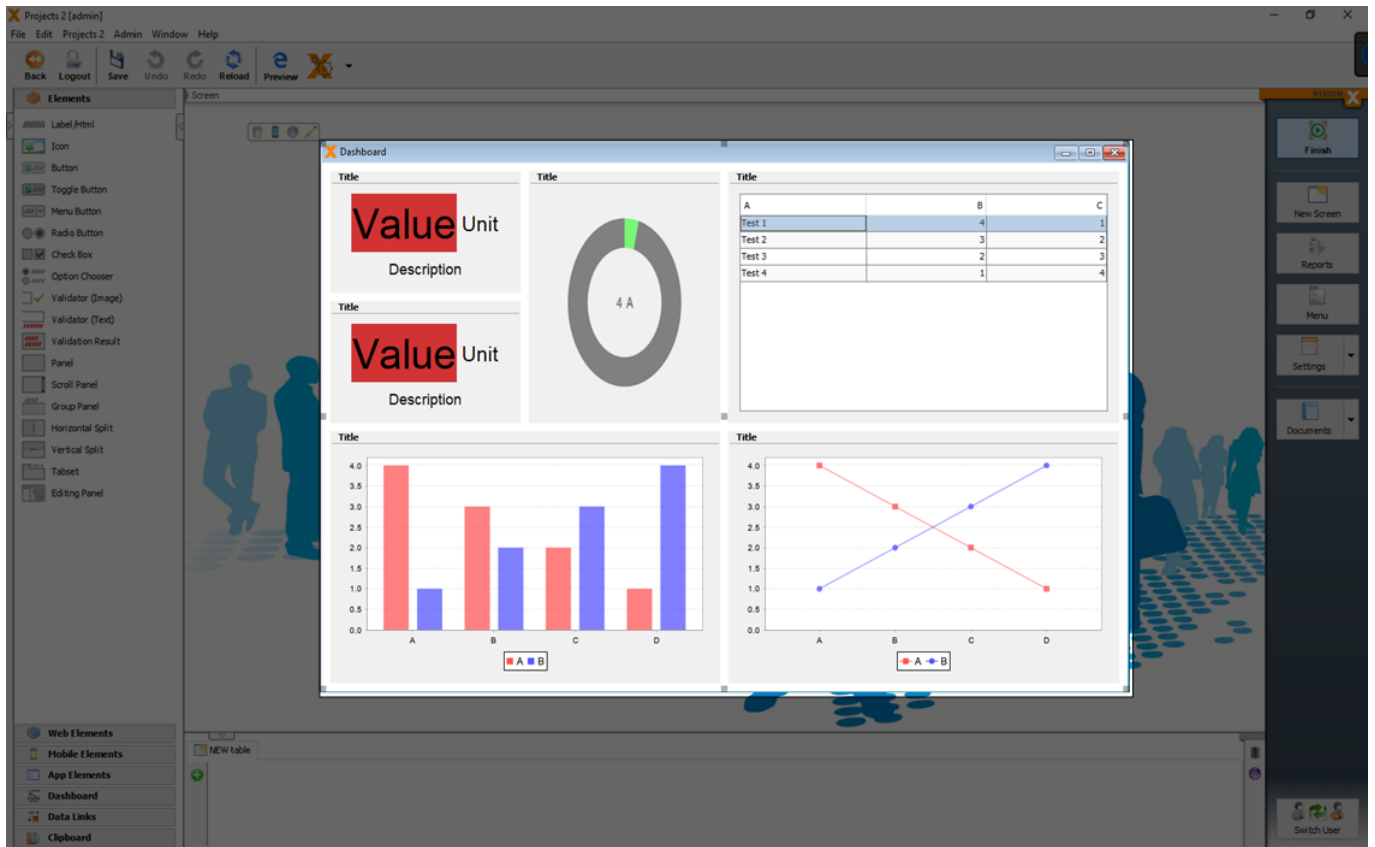 Projects 2 [admin]
File Edit Projects 2 Admin Window Help
Back Logout Save Undo Redo Reload Preview
Elements
Label/Html
Icon
Button
Toggle Button
Menu Button
Radio Button
Check Box
Option Chooser
Validator (Image)
Validator (Text)
Validation Result
Panel
Scroll Panel
Group Panel
Horizontal Split
Vertical Split
Tabset
Editing Panel
Web Elements
Mobile Elements
App Elements
Dashboard
Data Links
Clipboard
Screen
Dashboard
Title
Value Unit
Description
Title
Value Unit
Description
Title
4 A
Title
A B C
Test 1 4 1
Test 2 3 2
Test 3 2 3
Test 4 1 4
Title
4.0
3.5
3.0
2.5
2.0
1.5
1.0
0.5
0.0
A B C D
A B
Title
4.0
3.5
3.0
2.5
2.0
1.5
1.0
0.5
0.0
A B C D
A B
NEW table
VISION X
Finish
New Screen
Reports
Menu
Settings
Documents
Switch User